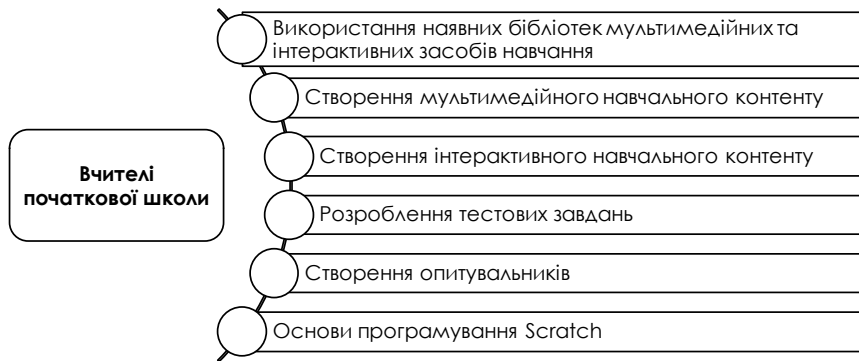 Вчителі
початкової школи
Використання наявних бібліотек мультимедійних та
інтерактивних засобів навчання
Створення мультимедійного навчального контенту
Створення інтерактивного навчального контенту
Розроблення тестових завдань
Створення опитувальників
Основи програмування Scratch